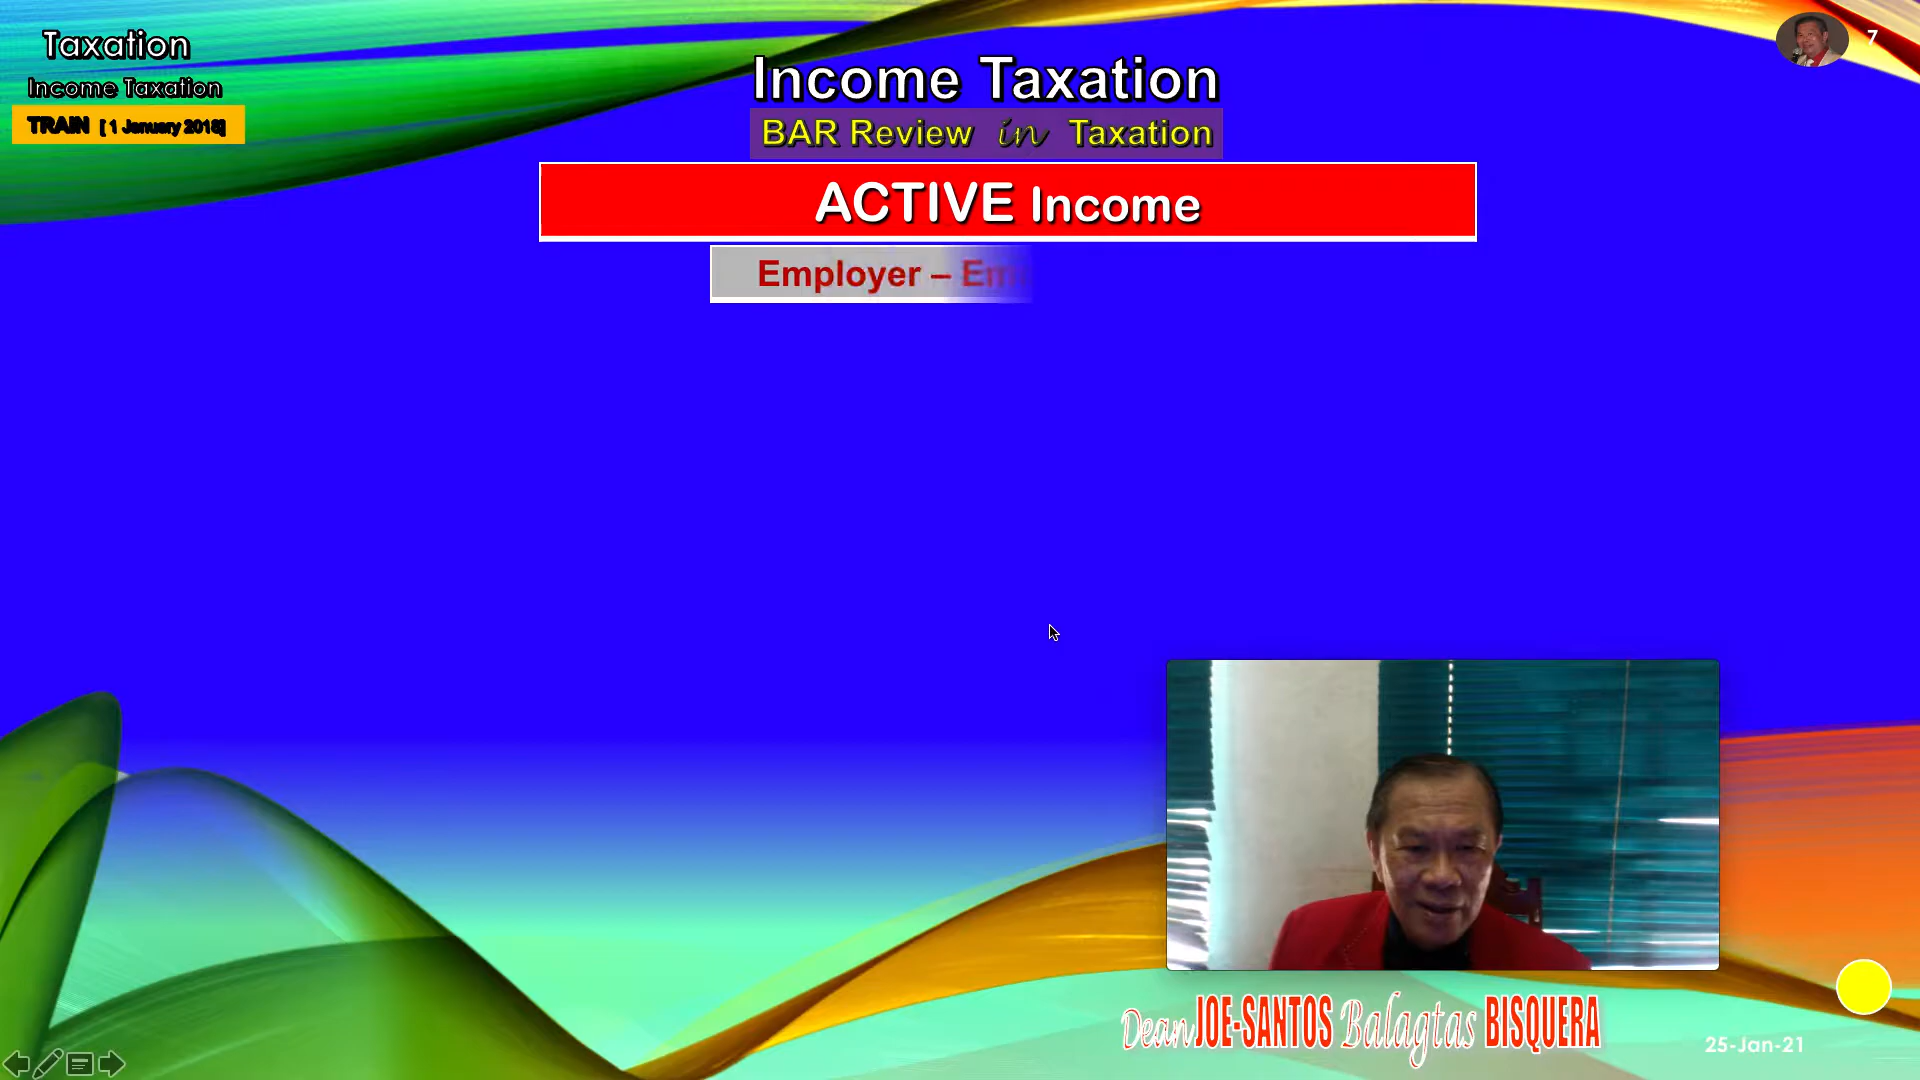 Taxation
Income Taxation
TRAIN [ 1 January 2018]
7
Income Taxation
BAR Review in Taxation
ACTIVE Income
Employer – Em
Dean JOE-SANTOS Balagtas BISQUERA
25-Jan-21